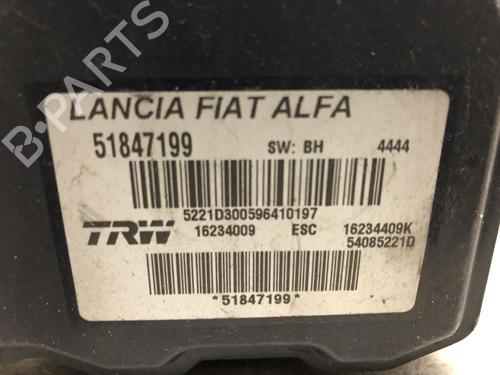 LANCIA FIAT ALFA
51847199 SW: BH 4444
5221D300596410197
TRW 16234009 ESC 16234409K
54085221D
*51847199*
B-PARTS